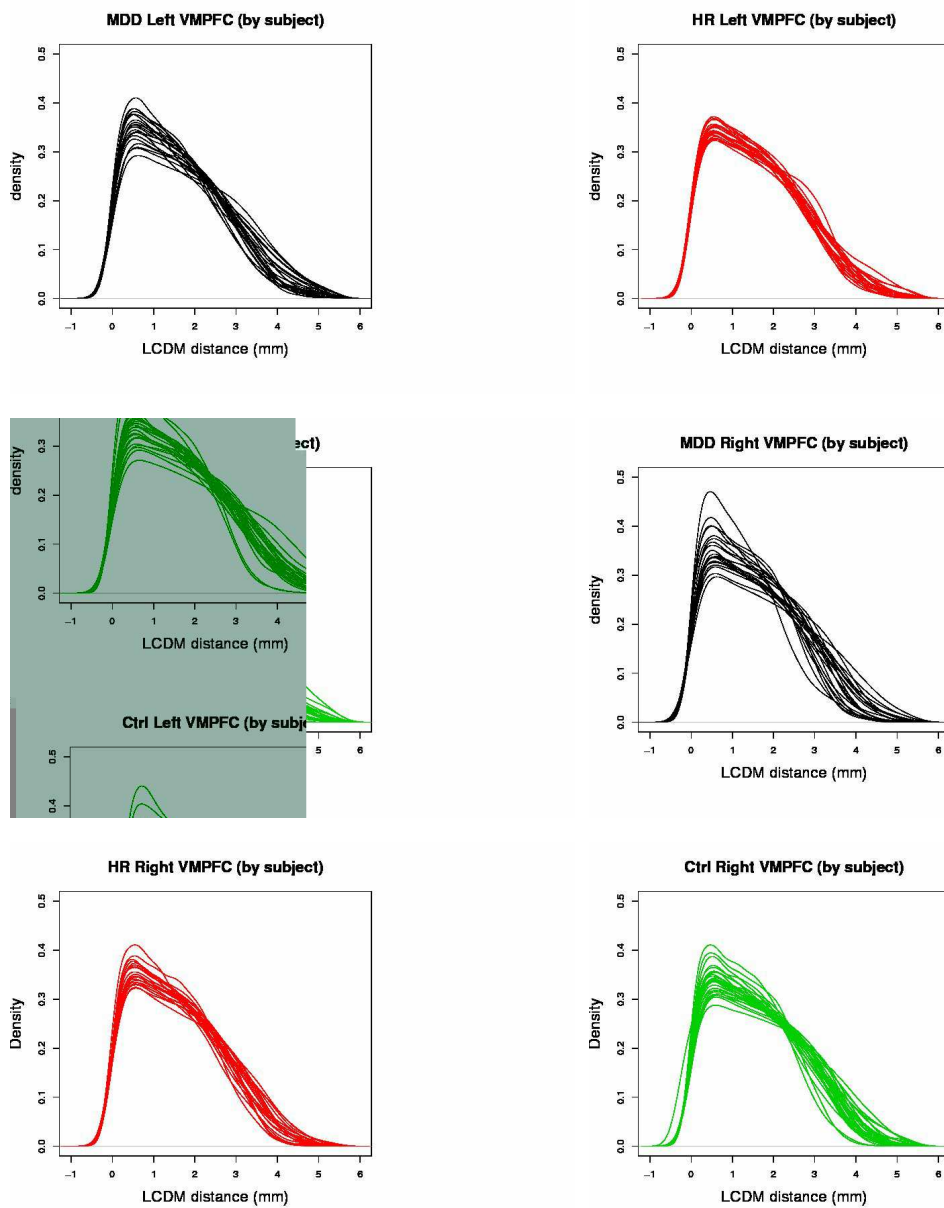 MDD Left VMPFC (by subject)
0.5
0.4
0.3
0.2
0.1
0.0
density
−1 0 1 2 3 4 5 6
LCDM distance (mm)
HR Left VMPFC (by subject)
0.5
0.4
0.3
0.2
0.1
0.0
density
−1 0 1 2 3 4 5 6
LCDM distance (mm)
ect)
0.3
0.2
0.1
0.0
density
−1 0 1 2 3 4
LCDM distance (mm)
Ctrl Left VMPFC (by subje
5 6
0.5
0.4
MDD Right VMPFC (by subject)
0.5
0.4
0.3
0.2
0.1
0.0
density
−1 0 1 2 3 4 5 6
LCDM distance (mm)
HR Right VMPFC (by subject)
0.5
0.4
0.3
0.2
0.1
0.0
Density
−1 0 1 2 3 4 5 6
LCDM distance (mm)
Ctrl Right VMPFC (by subject)
0.5
0.4
0.3
0.2
0.1
0.0
Density
−1 0 1 2 3 4 5 6
LCDM distance (mm)